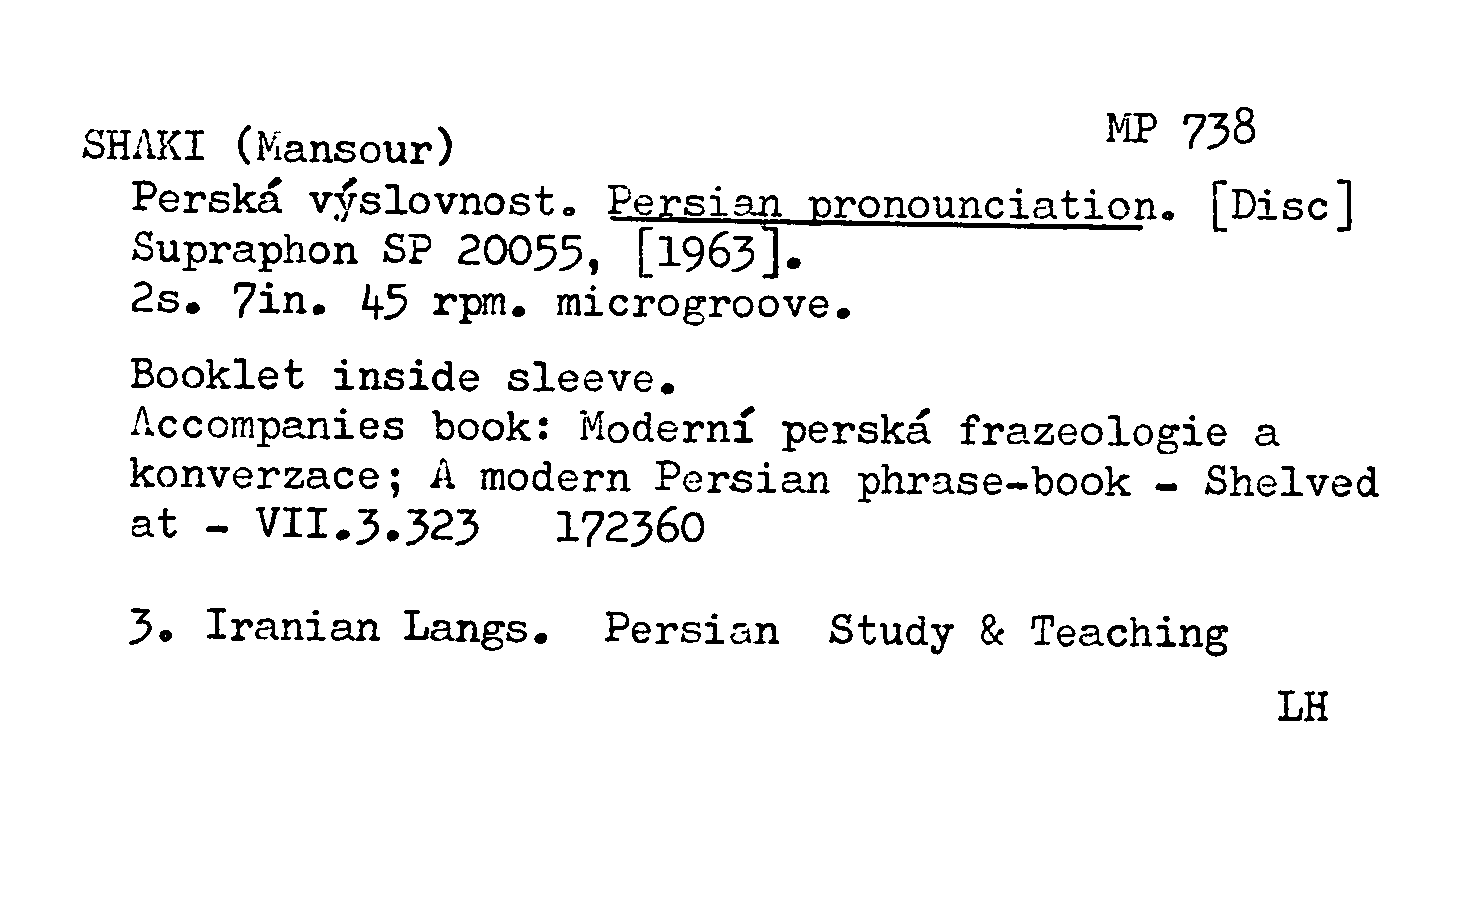 MP 738
SHAKI (Mansour)
Perská výslovnost. Persian pronounciation. [Disc]
Supraphon SP 20055, [1963].
2s. 7in. 45 rpm. microgroove.
Booklet inside sleeve.
Accompanies book: Moderní perská frazeologie a
konverzace; A modern Persian phrase-book - Shelved
at - VII.3.323 172360
3. Iranian Langs. Persian Study & Teaching
LH